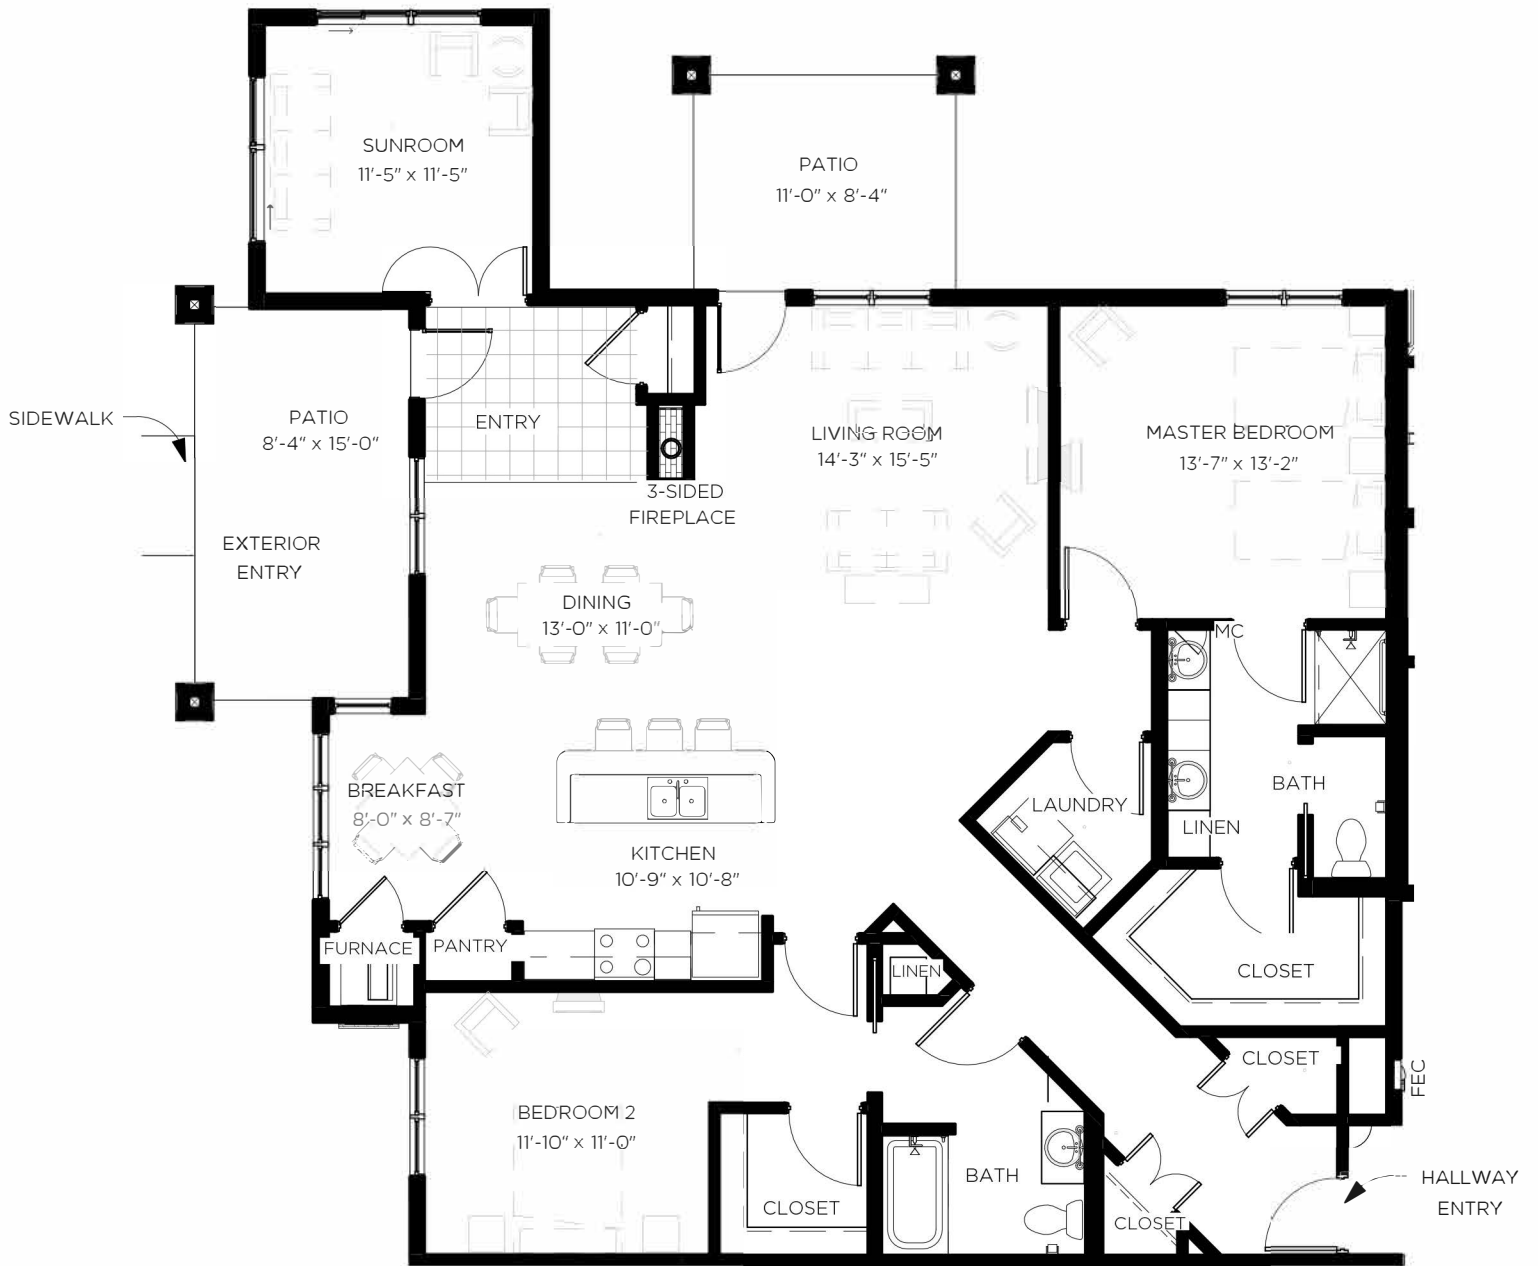 SUNROOM
11'-5" x 11'-5"
PATIO
11'-0" x 8'-4"
SIDEWALK
PATIO
8'-4" x 15'-0"
ENTRY
LIVING ROOM
14'-3" x 15'-5"
MASTER BEDROOM
13'-7" x 13'-2"
3-SIDED
FIREPLACE
EXTERIOR
ENTRY
DINING
13'-0" x 11'-0"
MC
BREAKFAST
8'-0" x 8'-7"
LAUNDRY
BATH
LINEN
KITCHEN
10'-9" x 10'-8"
FURNACE
PANTRY
LINEN
CLOSET
CLOSET
FEC
BEDROOM 2
11'-10" x 11'-0"
BATH
CLOSET
CLOSET
HALLWAY
ENTRY